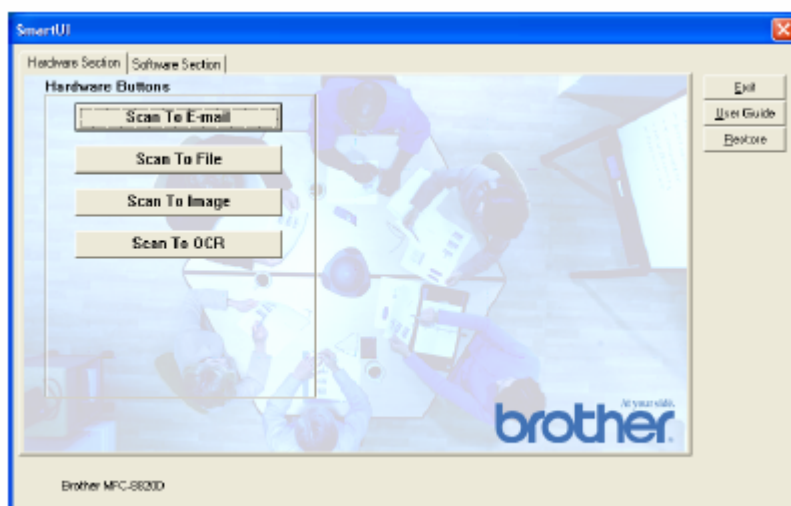 SmartUI
Hardware Section
Software Section
Hardware Buttons
Scan To E-mail
Scan To File
Scan To Image
Scan To OCR
Exit
User Guide
Restore
At your side.
brother
Brother MFC-8820D